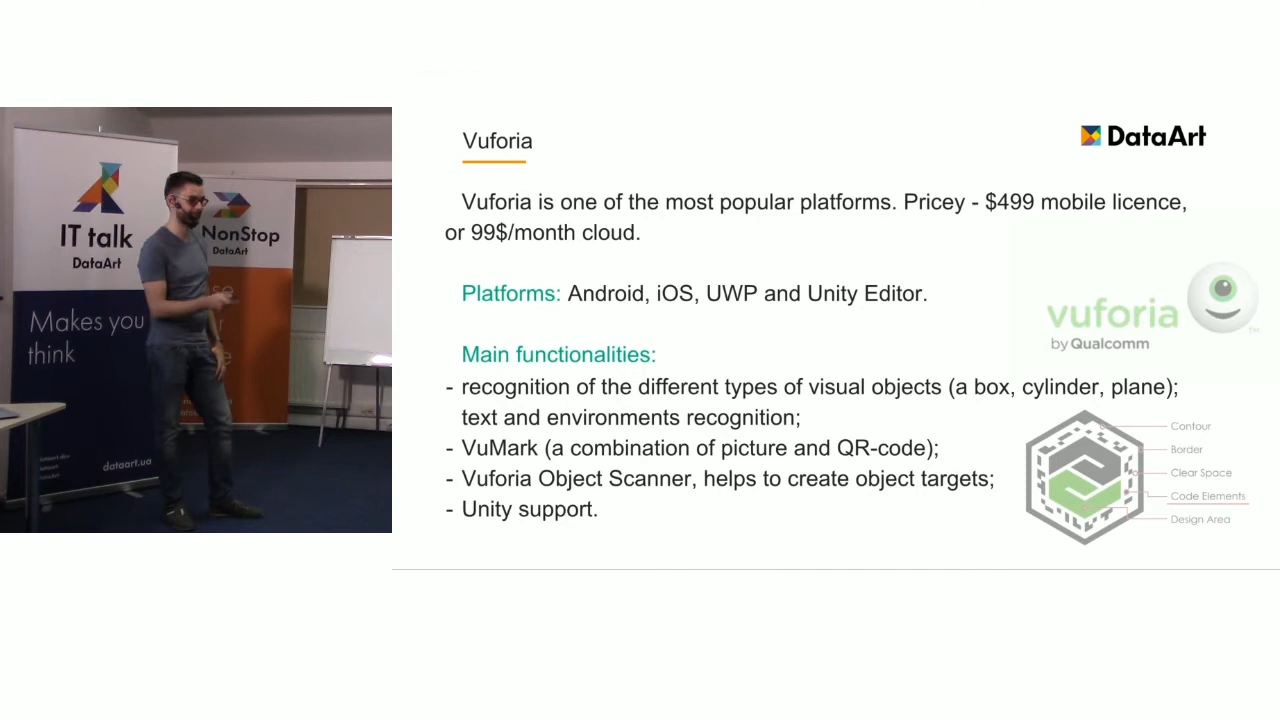 IT talk
DataArt
Makes you
think
dataart.ua
NonStop
DataArt
se
Vuforia
DataArt
Vuforia is one of the most popular platforms. Pricey - $499 mobile licence,
or 99$/month cloud.
Platforms: Android, iOS, UWP and Unity Editor.
vuforia
™
by Qualcomm
Main functionalities:
- recognition of the different types of visual objects (a box, cylinder, plane);
text and environments recognition;
- VuMark (a combination of picture and QR-code);
- Vuforia Object Scanner, helps to create object targets;
- Unity support.
Contour
Border
Clear Space
Code Elements
Design Area